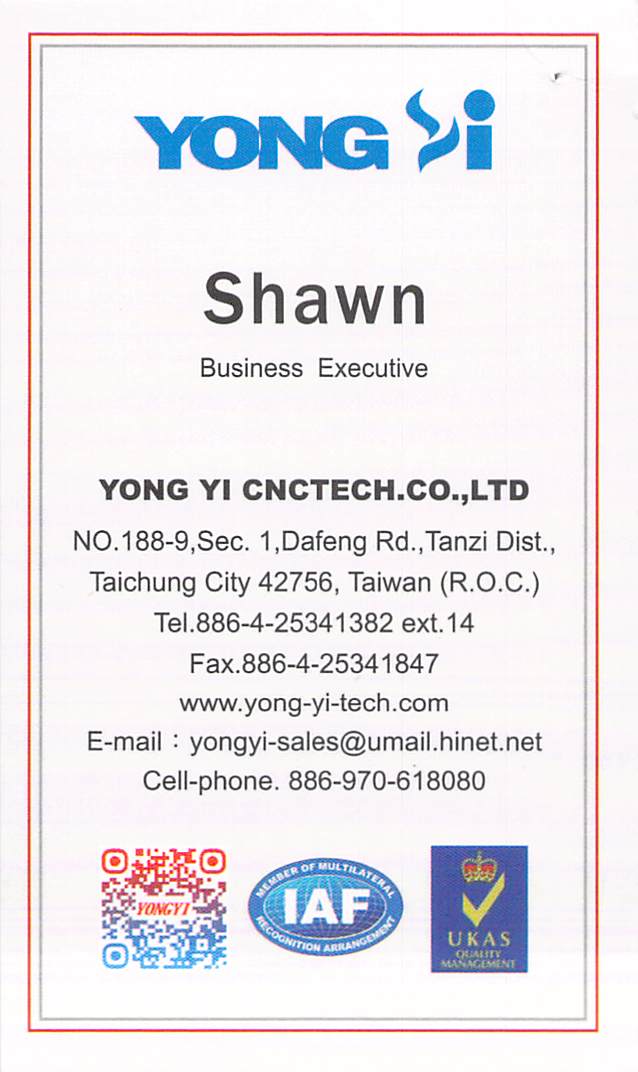 YONG Yi
Shawn
Business Executive
YONG YI CNCTECH.CO.,LTD
NO.188-9,Sec. 1,Dafeng Rd.,Tanzi Dist.,
Taichung City 42756, Taiwan (R.O.C.)
Tel.886-4-25341382 ext.14
Fax.886-4-25341847
www.yong-yi-tech.com
E-mail：yongyi-sales@umail.hinet.net
Cell-phone. 886-970-618080
YONGYI
MEMBER OF MULTILATERAL
IAF
RECOGNITION ARRANGEMENT
UKAS
QUALITY
MANAGEMENT